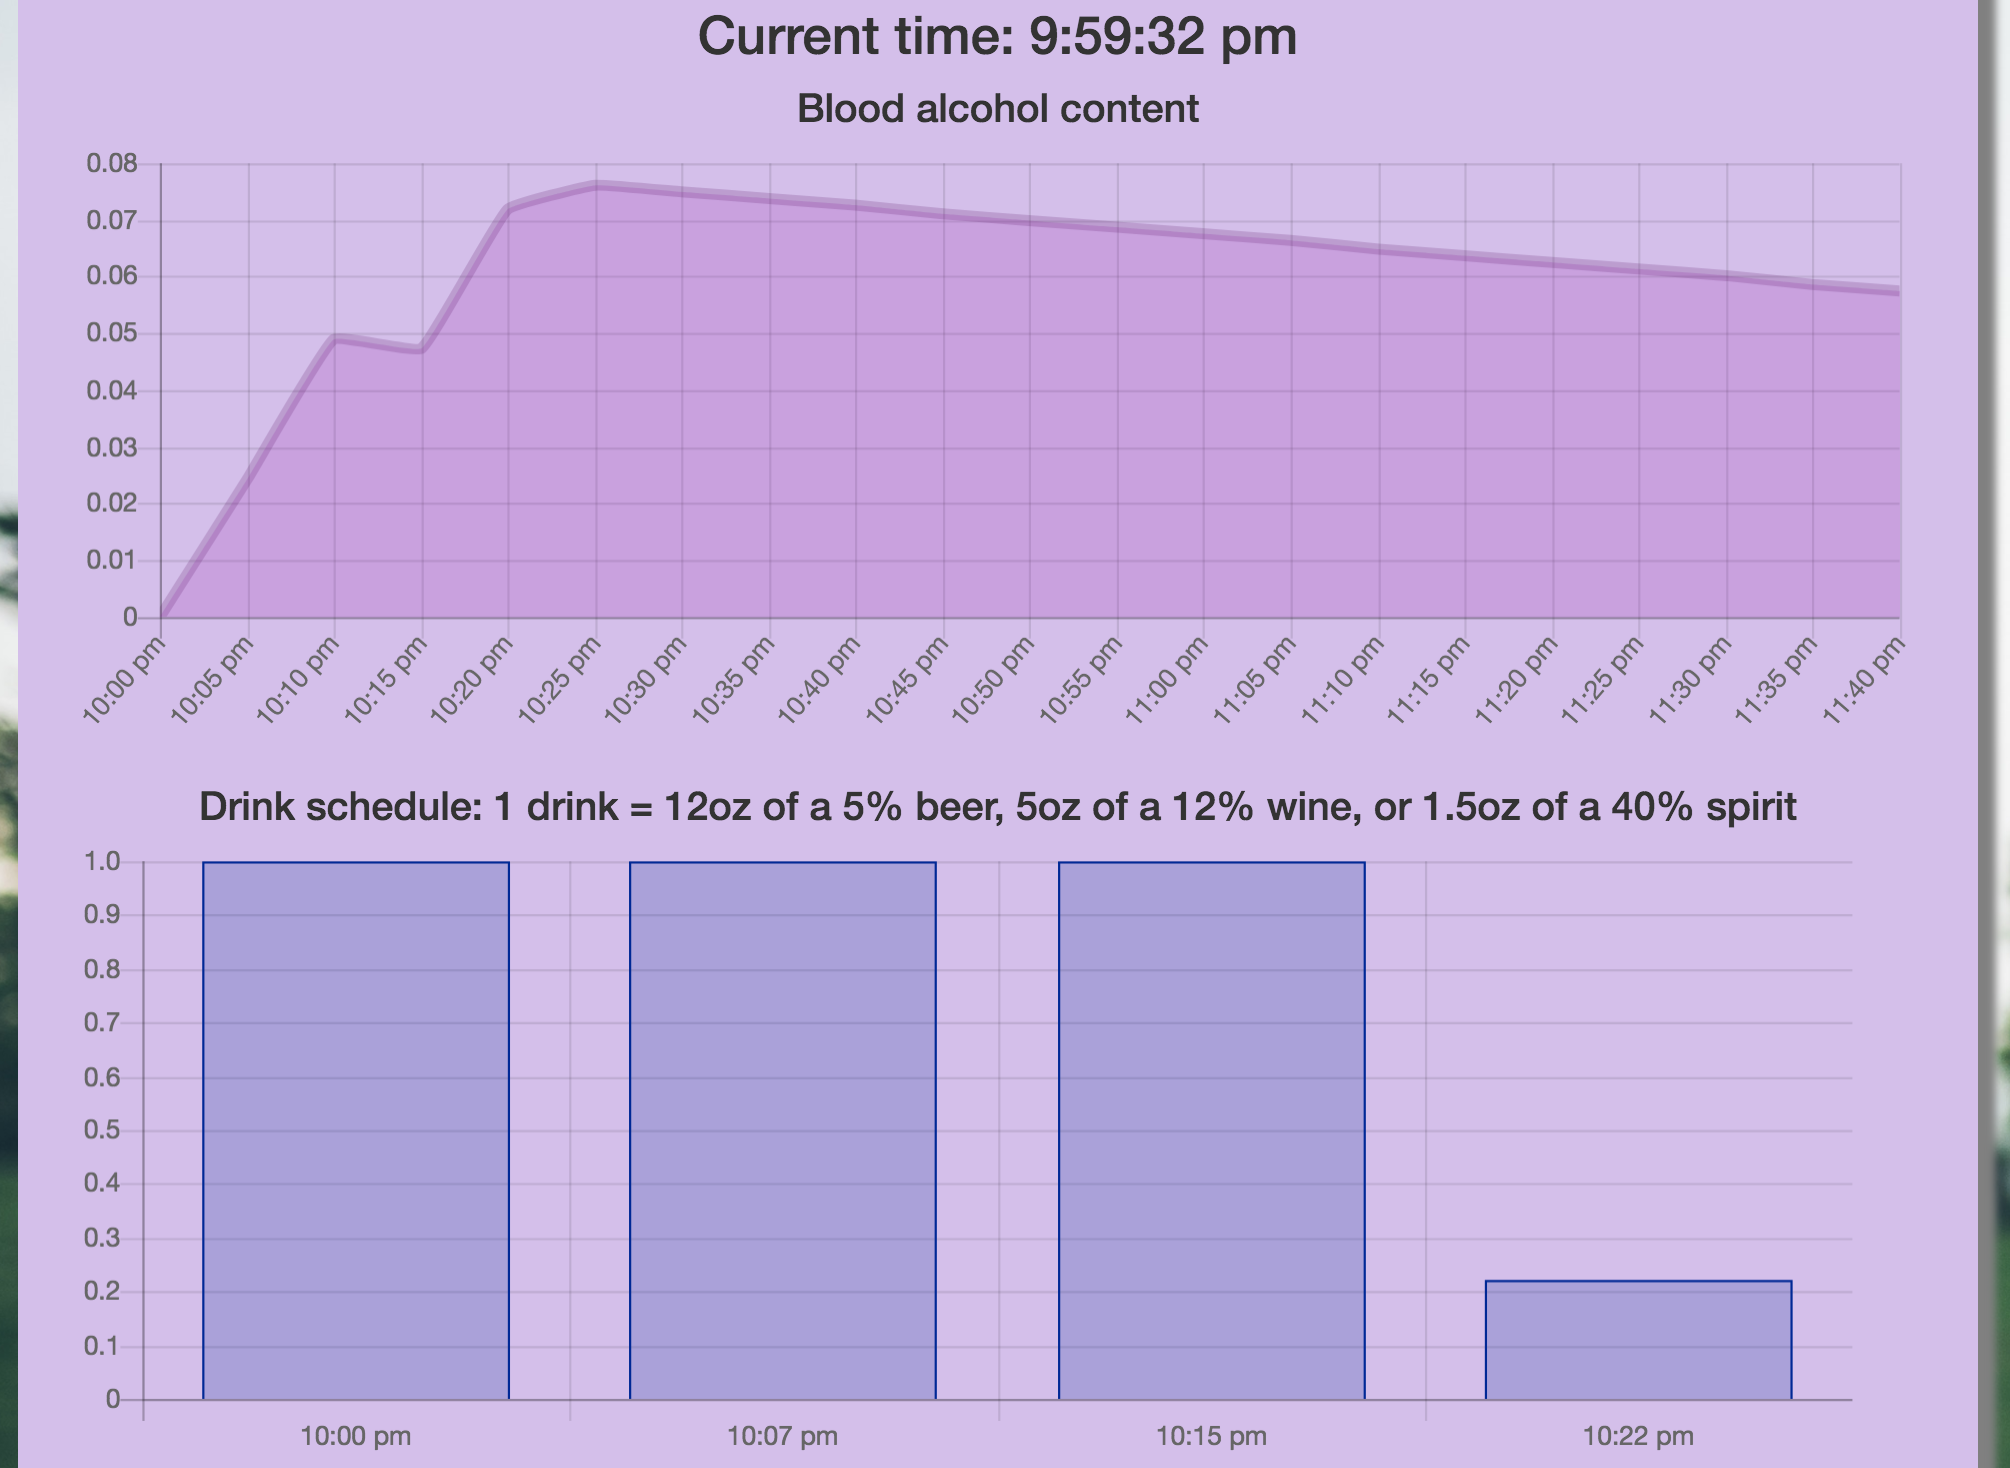 Current time: 9:59:32 pm
Blood alcohol content
0.08
0.07
0.06
0.05
0.04
0.03
0.02
0.01
0
10:00 pm
10:05 pm
10:10 pm
10:15 pm
10:20 pm
10:25 pm
10:30 pm
10:35 pm
10:40 pm
10:45 pm
10:50 pm
10:55 pm
11:00 pm
11:05 pm
11:10 pm
11:15 pm
11:20 pm
11:25 pm
11:30 pm
11:35 pm
11:40 pm
Drink schedule: 1 drink = 12oz of a 5% beer, 5oz of a 12% wine, or 1.5oz of a 40% spirit
1.0
0.9
0.8
0.7
0.6
0.5
0.4
0.3
0.2
0.1
0
10:00 pm
10:07 pm
10:15 pm
10:22 pm